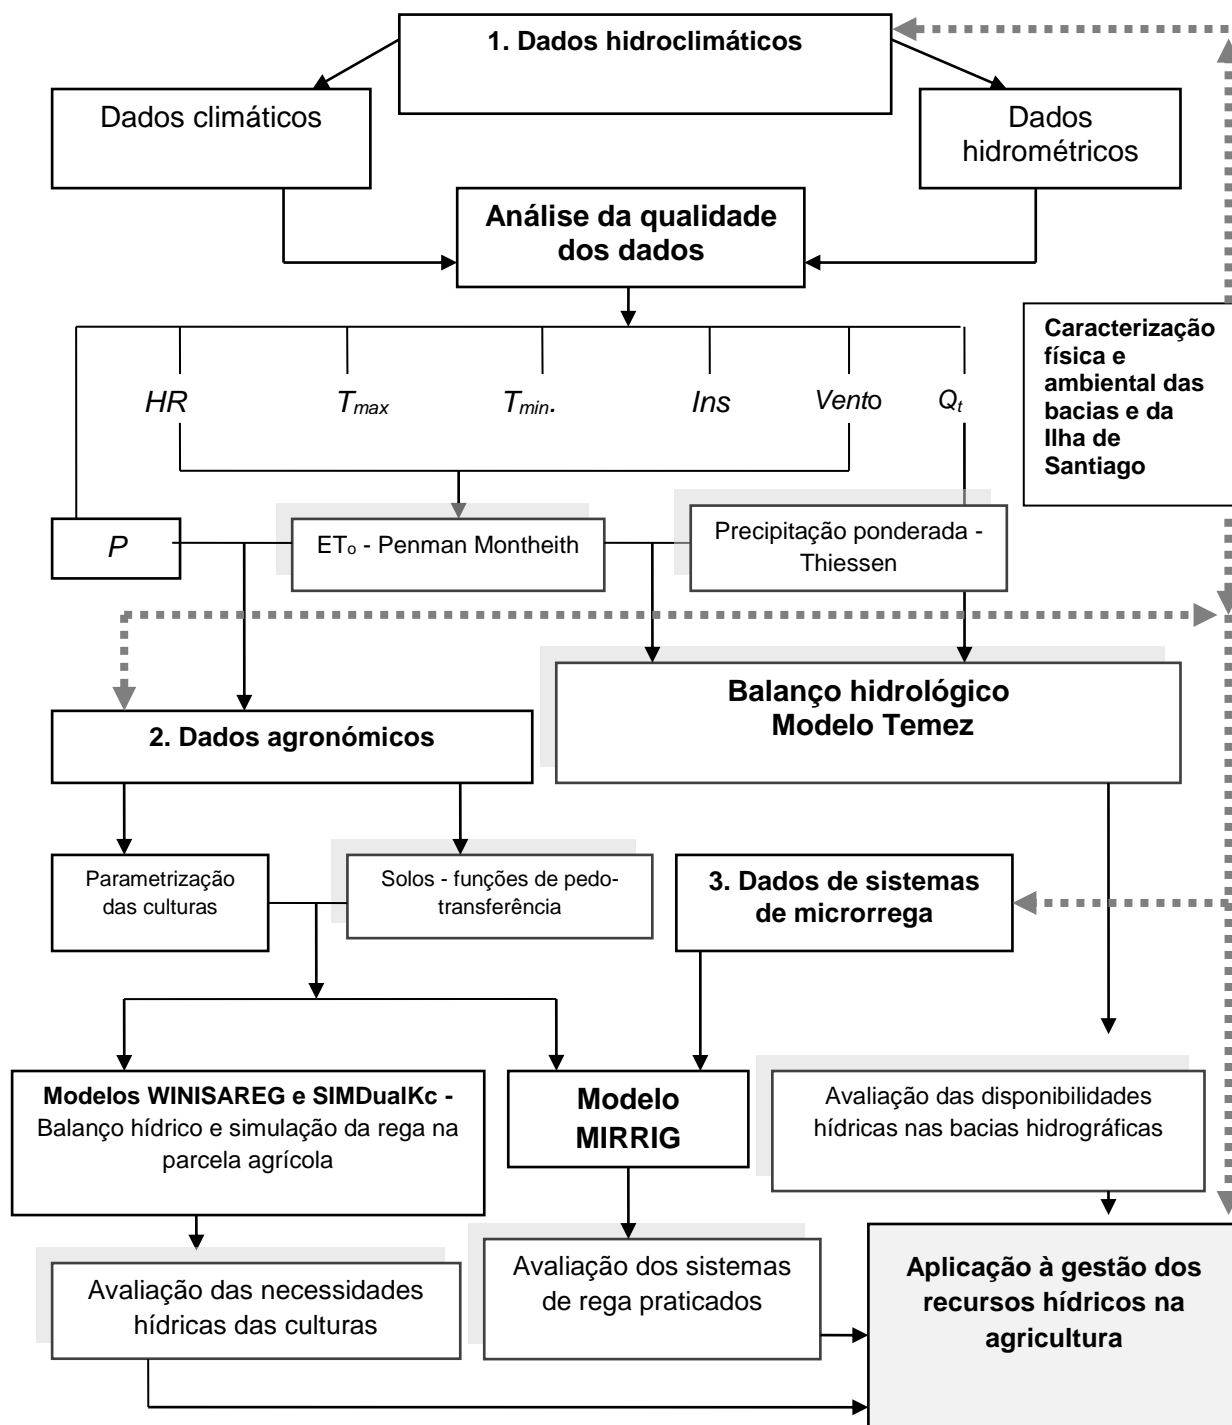 1. Dados hidroclimáticos
Dados climáticos
Dados
hidrométricos
Análise da qualidade
dos dados
Caracterização
física e
ambiental das
bacias e da
Ilha de
Santiago
HR
Tmax
Tmin.
Ins
Vento
Qt
P
ETo - Penman Montheith
Precipitação ponderada -
Thiessen
Balanço hidrológico
Modelo Temez
2. Dados agronómicos
Parametrização
das culturas
Solos - funções de pedo-
transferência
3. Dados de sistemas
de microrrega
Modelos WINISAREG e SIMDualKc -
Balanço hídrico e simulação da rega na
parcela agrícola
Modelo
MIRRIG
Avaliação das disponibilidades
hídricas nas bacias hidrográficas
Avaliação das necessidades
hídricas das culturas
Avaliação dos sistemas
de rega praticados
Aplicação à gestão dos
recursos hídricos na
agricultura